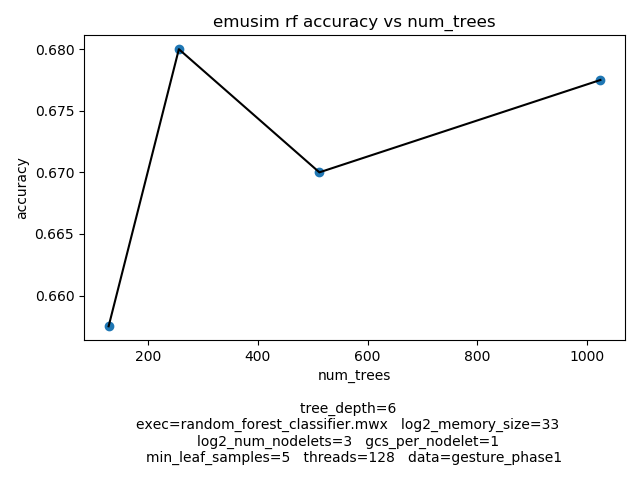 emusim rf accuracy vs num_trees
0.680
0.675
0.670
0.665
0.660
accuracy
200 400 600 800 1000
num_trees
tree_depth=6
exec=random_forest_classifier.mwx log2_memory_size=33
log2_num_nodelets=3 gcs_per_nodelet=1
min_leaf_samples=5 threads=128 data=gesture_phase1